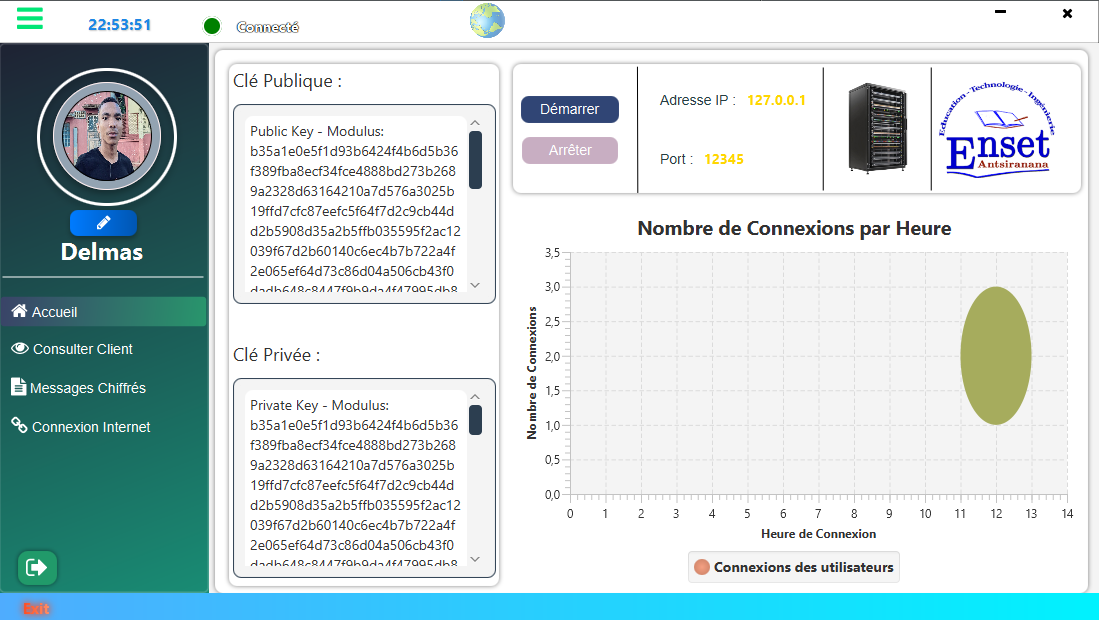 22:53:51
Connecté
Delmas
Accueil
Consulter Client
Messages Chiffrés
Connexion Internet
Exit
Clé Publique :
Public Key - Modulus:
b35a1e0e5f1d93b6424f4b6d5b36
f389fba8ecf34fce4888bd273b268
9a2328d63164210a7d576a3025b
19ffd7cfc87eefc5f64f7d2c9cb44d
d2b5908d35a2b5ffb035595f2ac12
039f67d2b60140c6ec4b7b722a4f
2e065ef64d73c86d04a506cb43f0
dadb648c8447f9b9da4f47995db8
Clé Privée :
Private Key - Modulus:
b35a1e0e5f1d93b6424f4b6d5b36
f389fba8ecf34fce4888bd273b268
9a2328d63164210a7d576a3025b
19ffd7cfc87eefc5f64f7d2c9cb44d
d2b5908d35a2b5ffb035595f2ac12
039f67d2b60140c6ec4b7b722a4f
2e065ef64d73c86d04a506cb43f0
dadb648c8447f9b9da4f47995db8
Démarrer
Arrêter
Adresse IP : 127.0.0.1
Port : 12345
Education - Technologie - Ingénierie
Enset
Antsiranana
Nombre de Connexions par Heure
Nombre de Connexions
3,5
3,0
2,5
2,0
1,5
1,0
0,5
0,0
0 1 2 3 4 5 6 7 8 9 10 11 12 13 14
Heure de Connexion
Connexions des utilisateurs